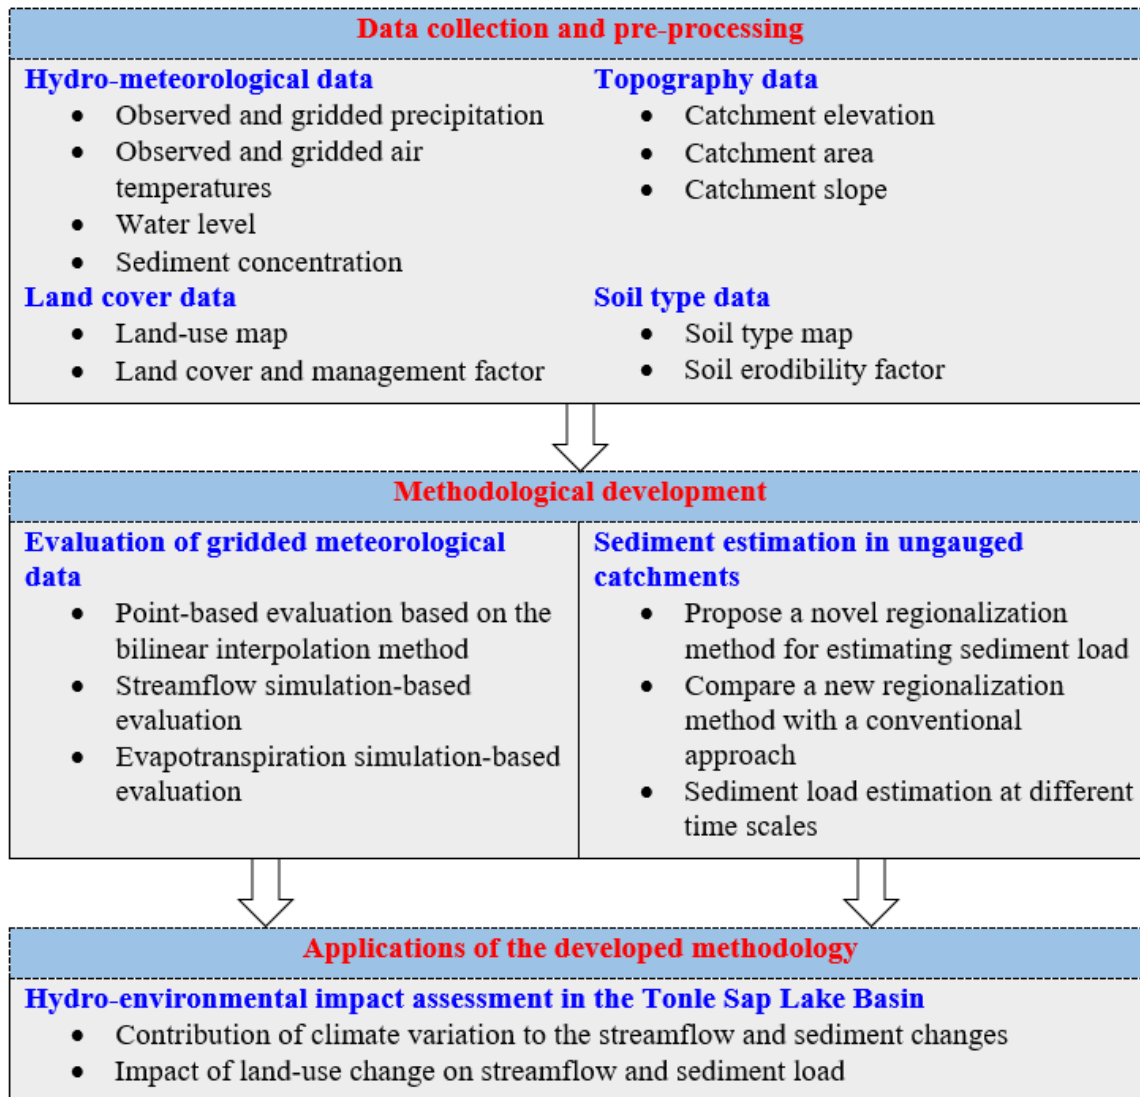 Data collection and pre-processing
Hydro-meteorological data
• Observed and gridded precipitation
• Observed and gridded air
temperatures
• Water level
• Sediment concentration
Topography data
• Catchment elevation
• Catchment area
• Catchment slope
Land cover data
• Land-use map
• Land cover and management factor
Soil type data
• Soil type map
• Soil erodibility factor
Methodological development
Evaluation of gridded meteorological
data
• Point-based evaluation based on the
bilinear interpolation method
• Streamflow simulation-based
evaluation
• Evapotranspiration simulation-based
evaluation
Sediment estimation in ungauged
catchments
• Propose a novel regionalization
method for estimating sediment load
• Compare a new regionalization
method with a conventional
approach
• Sediment load estimation at different
time scales
Applications of the developed methodology
Hydro-environmental impact assessment in the Tonle Sap Lake Basin
• Contribution of climate variation to the streamflow and sediment changes
• Impact of land-use change on streamflow and sediment load